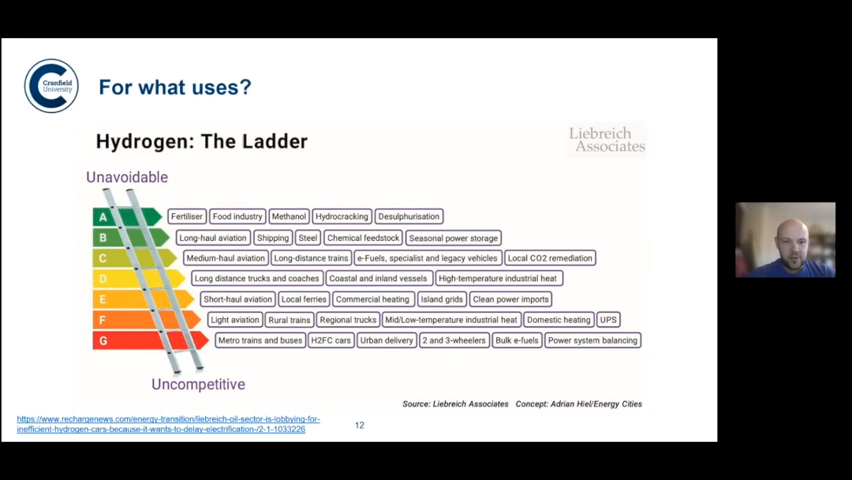 Cranfield
University
For what uses?
Hydrogen: The Ladder
Liebreich
Associates
Unavoidable
A Fertiliser Food industry Methanol Hydrocracking Desulphurisation
B Long-haul aviation Shipping Steel Chemical feedstock Seasonal power storage
C Medium-haul aviation Long-distance trains e-Fuels, specialist and legacy vehicles Local CO2 remediation
D Long distance trucks and coaches Coastal and inland vessels High-temperature industrial heat
E Short-haul aviation Local ferries Commercial heating Island grids Clean power imports
F Light aviation Rural trains Regional trucks Mid/Low-temperature industrial heat Domestic heating UPS
G Metro trains and buses H2FC cars Urban delivery 2 and 3-wheelers Bulk e-fuels Power system balancing
Uncompetitive
Source: Liebreich Associates Concept: Adrian Hiel/Energy Cities
https://www.rechargenews.com/energy-transition/liebreich-oil-sector-is-lobbying-for-
inefficient-hydrogen-cars-because-it-wants-to-delay-electrification-/2-1-1033226
12